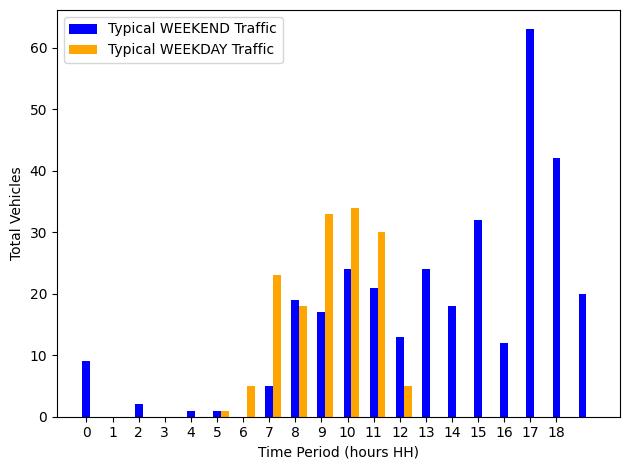 Typical WEEKEND Traffic
Typical WEEKDAY Traffic
60
50
40
30
20
10
0
Total Vehicles
0 1 2 3 4 5 6 7 8 9 10 11 12 13 14 15 16 17 18
Time Period (hours HH)